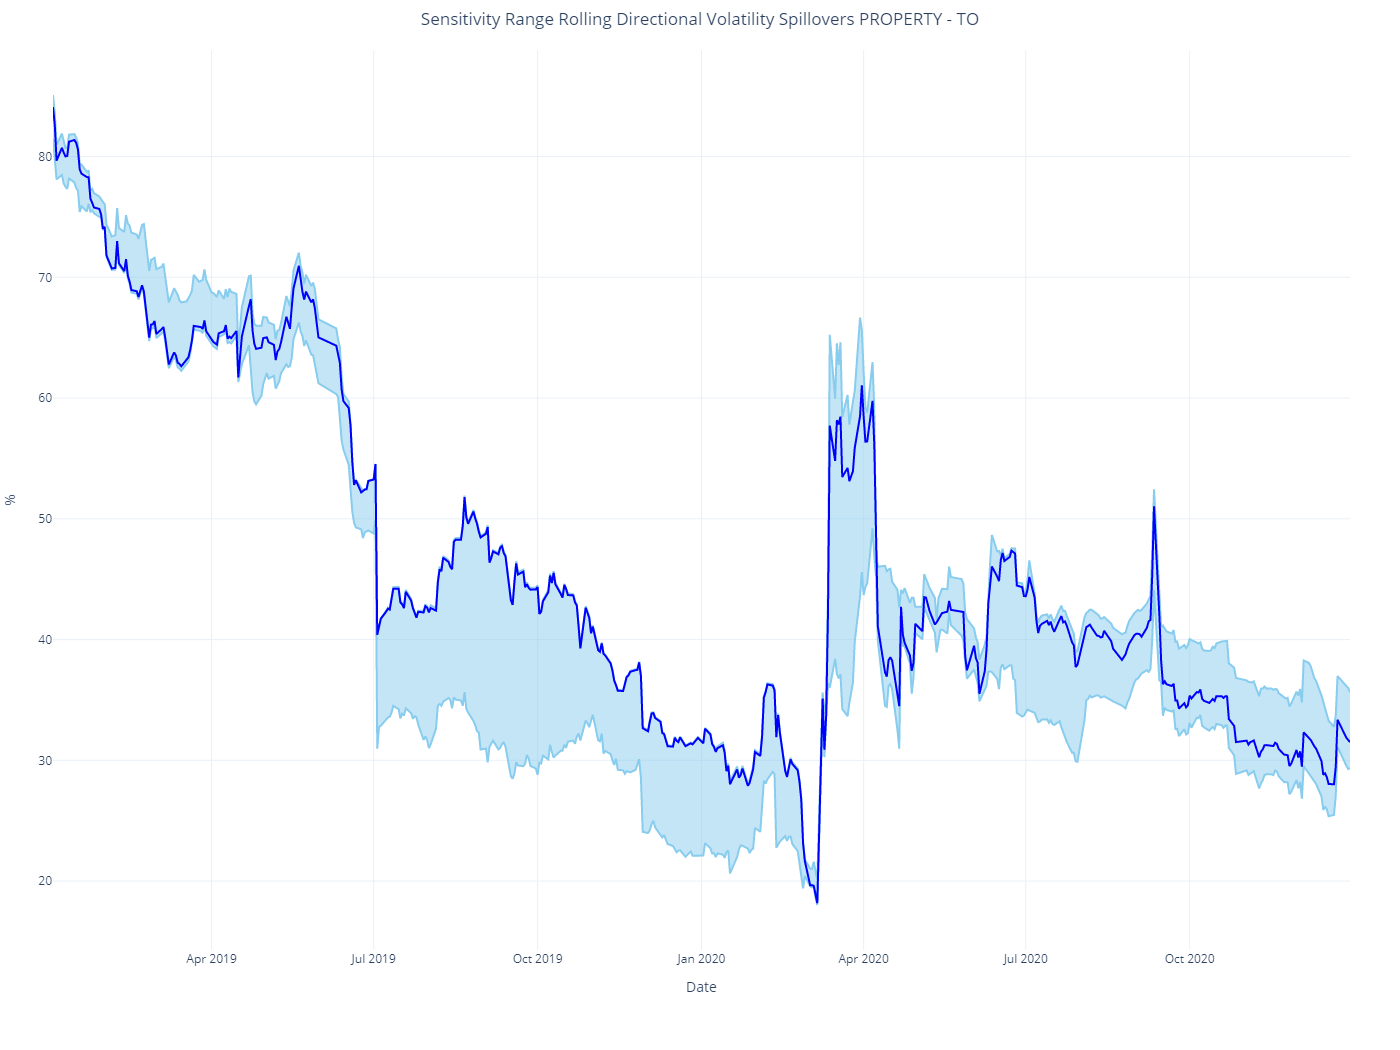 Sensitivity Range Rolling Directional Volatility Spillovers PROPERTY - TO
80
70
60
50
40
30
20
%
Apr 2019
Jul 2019
Oct 2019
Jan 2020
Apr 2020
Jul 2020
Oct 2020
Date